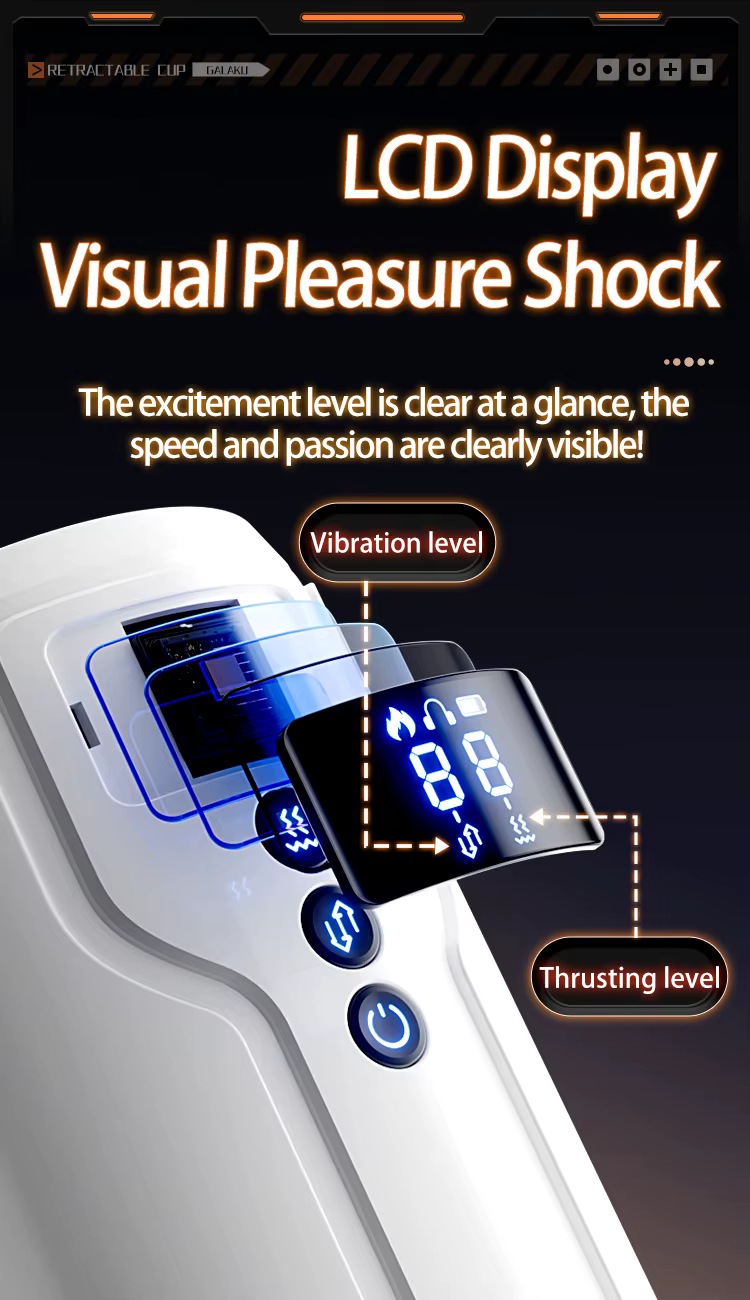 RETRACTABLE CUP GALAKU
LCD Display
Visual Pleasure Shock
The excitement level is clear at a glance, the
speed and passion are clearly visible!
Vibration level
88
Thrusting level